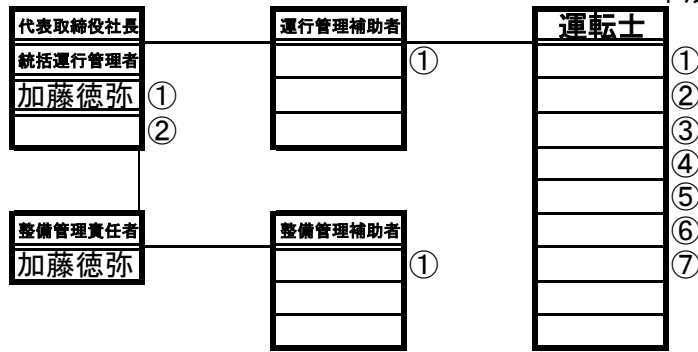 代表取締役社長
統括運行管理者
加藤徳弥 ①
②
運行管理補助者
①
運転士
①
②
③
④
⑤
⑥
⑦
整備管理責任者
加藤徳弥
整備管理補助者
①